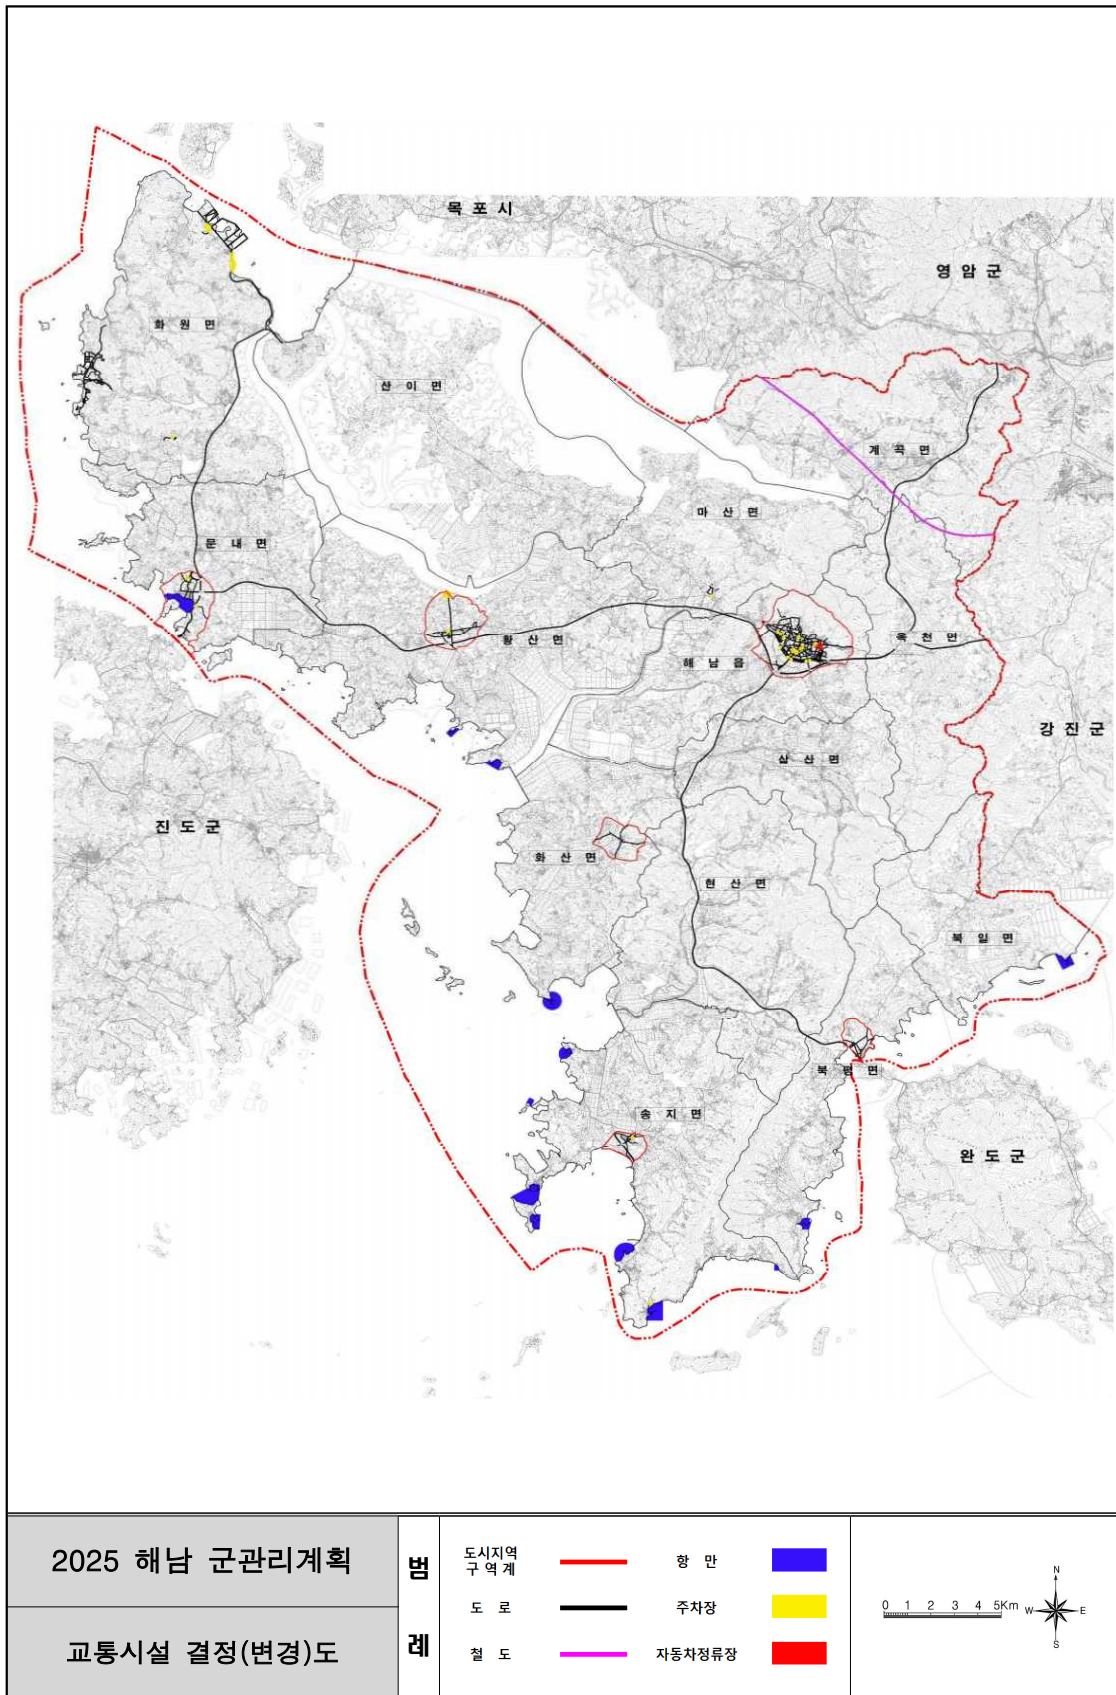 목포시
영암군
화원면
산이면
계곡면
마산면
문내면
황산면
옥천면
해남읍
강진군
삼산면
진도군
화산면
현산면
북일면
북평면
송지면
완도군
2025 해남 군관리계획
교통시설 결정(변경)도
범
례
도시지역
구역계
도 로
철 도
항 만
주차장
자동차정류장
0 1 2 3 4 5Km
N
W E
S